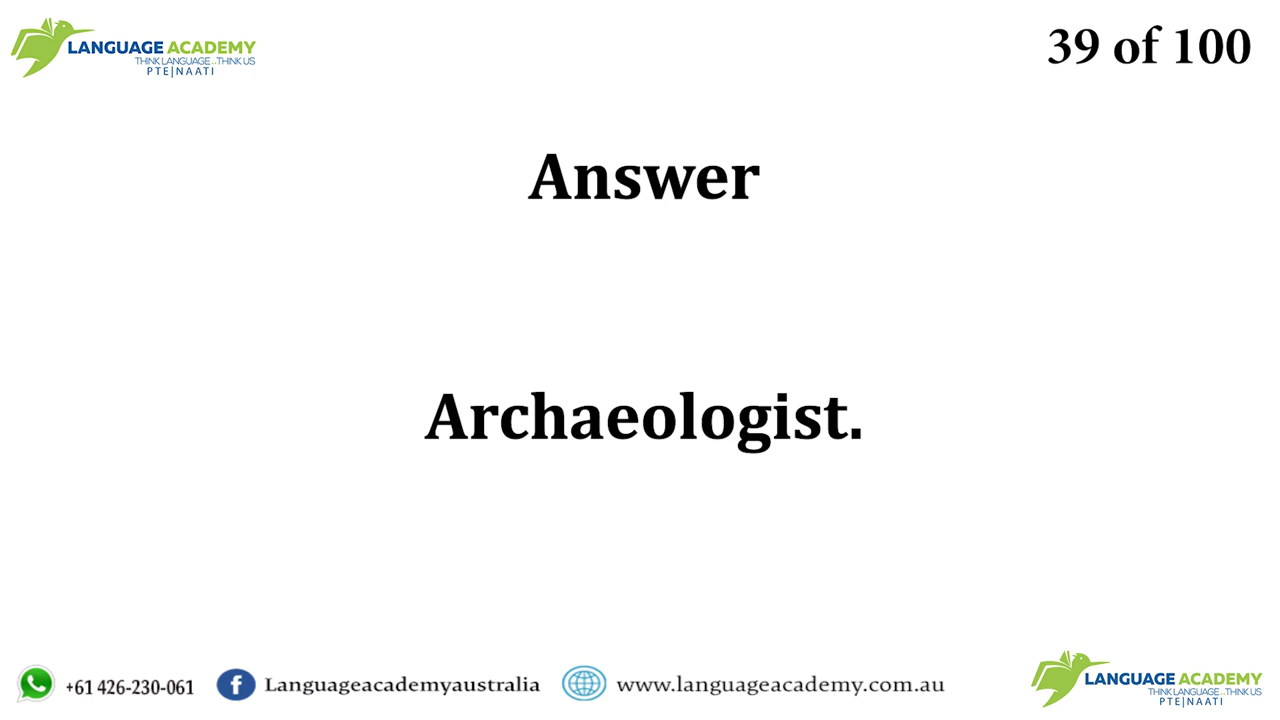 LANGUAGE ACADEMY
THINK LANGUAGE..THINK US
PTE|NAATI
39 of 100
Answer
Archaeologist.
+61 426-230-061
Languageacademyaustralia
www.languageacademy.com.au
LANGUAGE ACADEMY
THINK LANGUAGE..THINK US
PTE|NAATI